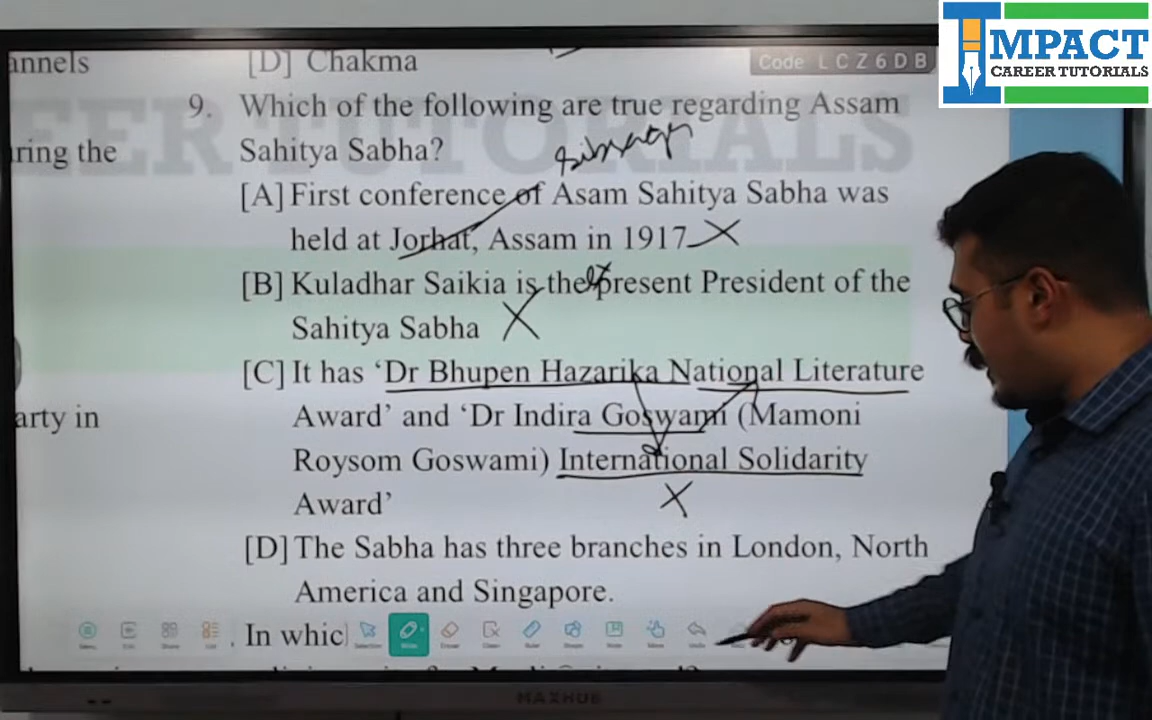 IMPACT
CAREER TUTORIALS
Code LCZ6DB
annels
[D] Chakma
9. Which of the following are true regarding Assam
ring the
Sahitya Sabha?
[A] First conference of Asam Sahitya Sabha was
held at Jorhat, Assam in 1917
[B] Kuladhar Saikia is the ex present President of the
Sahitya Sabha
[C] It has ‘Dr Bhupen Hazarika National Literature
arty in
Award’ and ‘Dr Indira Goswami (Mamoni
Roysom Goswami) International Solidarity
Award’
[D] The Sabha has three branches in London, North
America and Singapore.
. In whic
MAXHUB